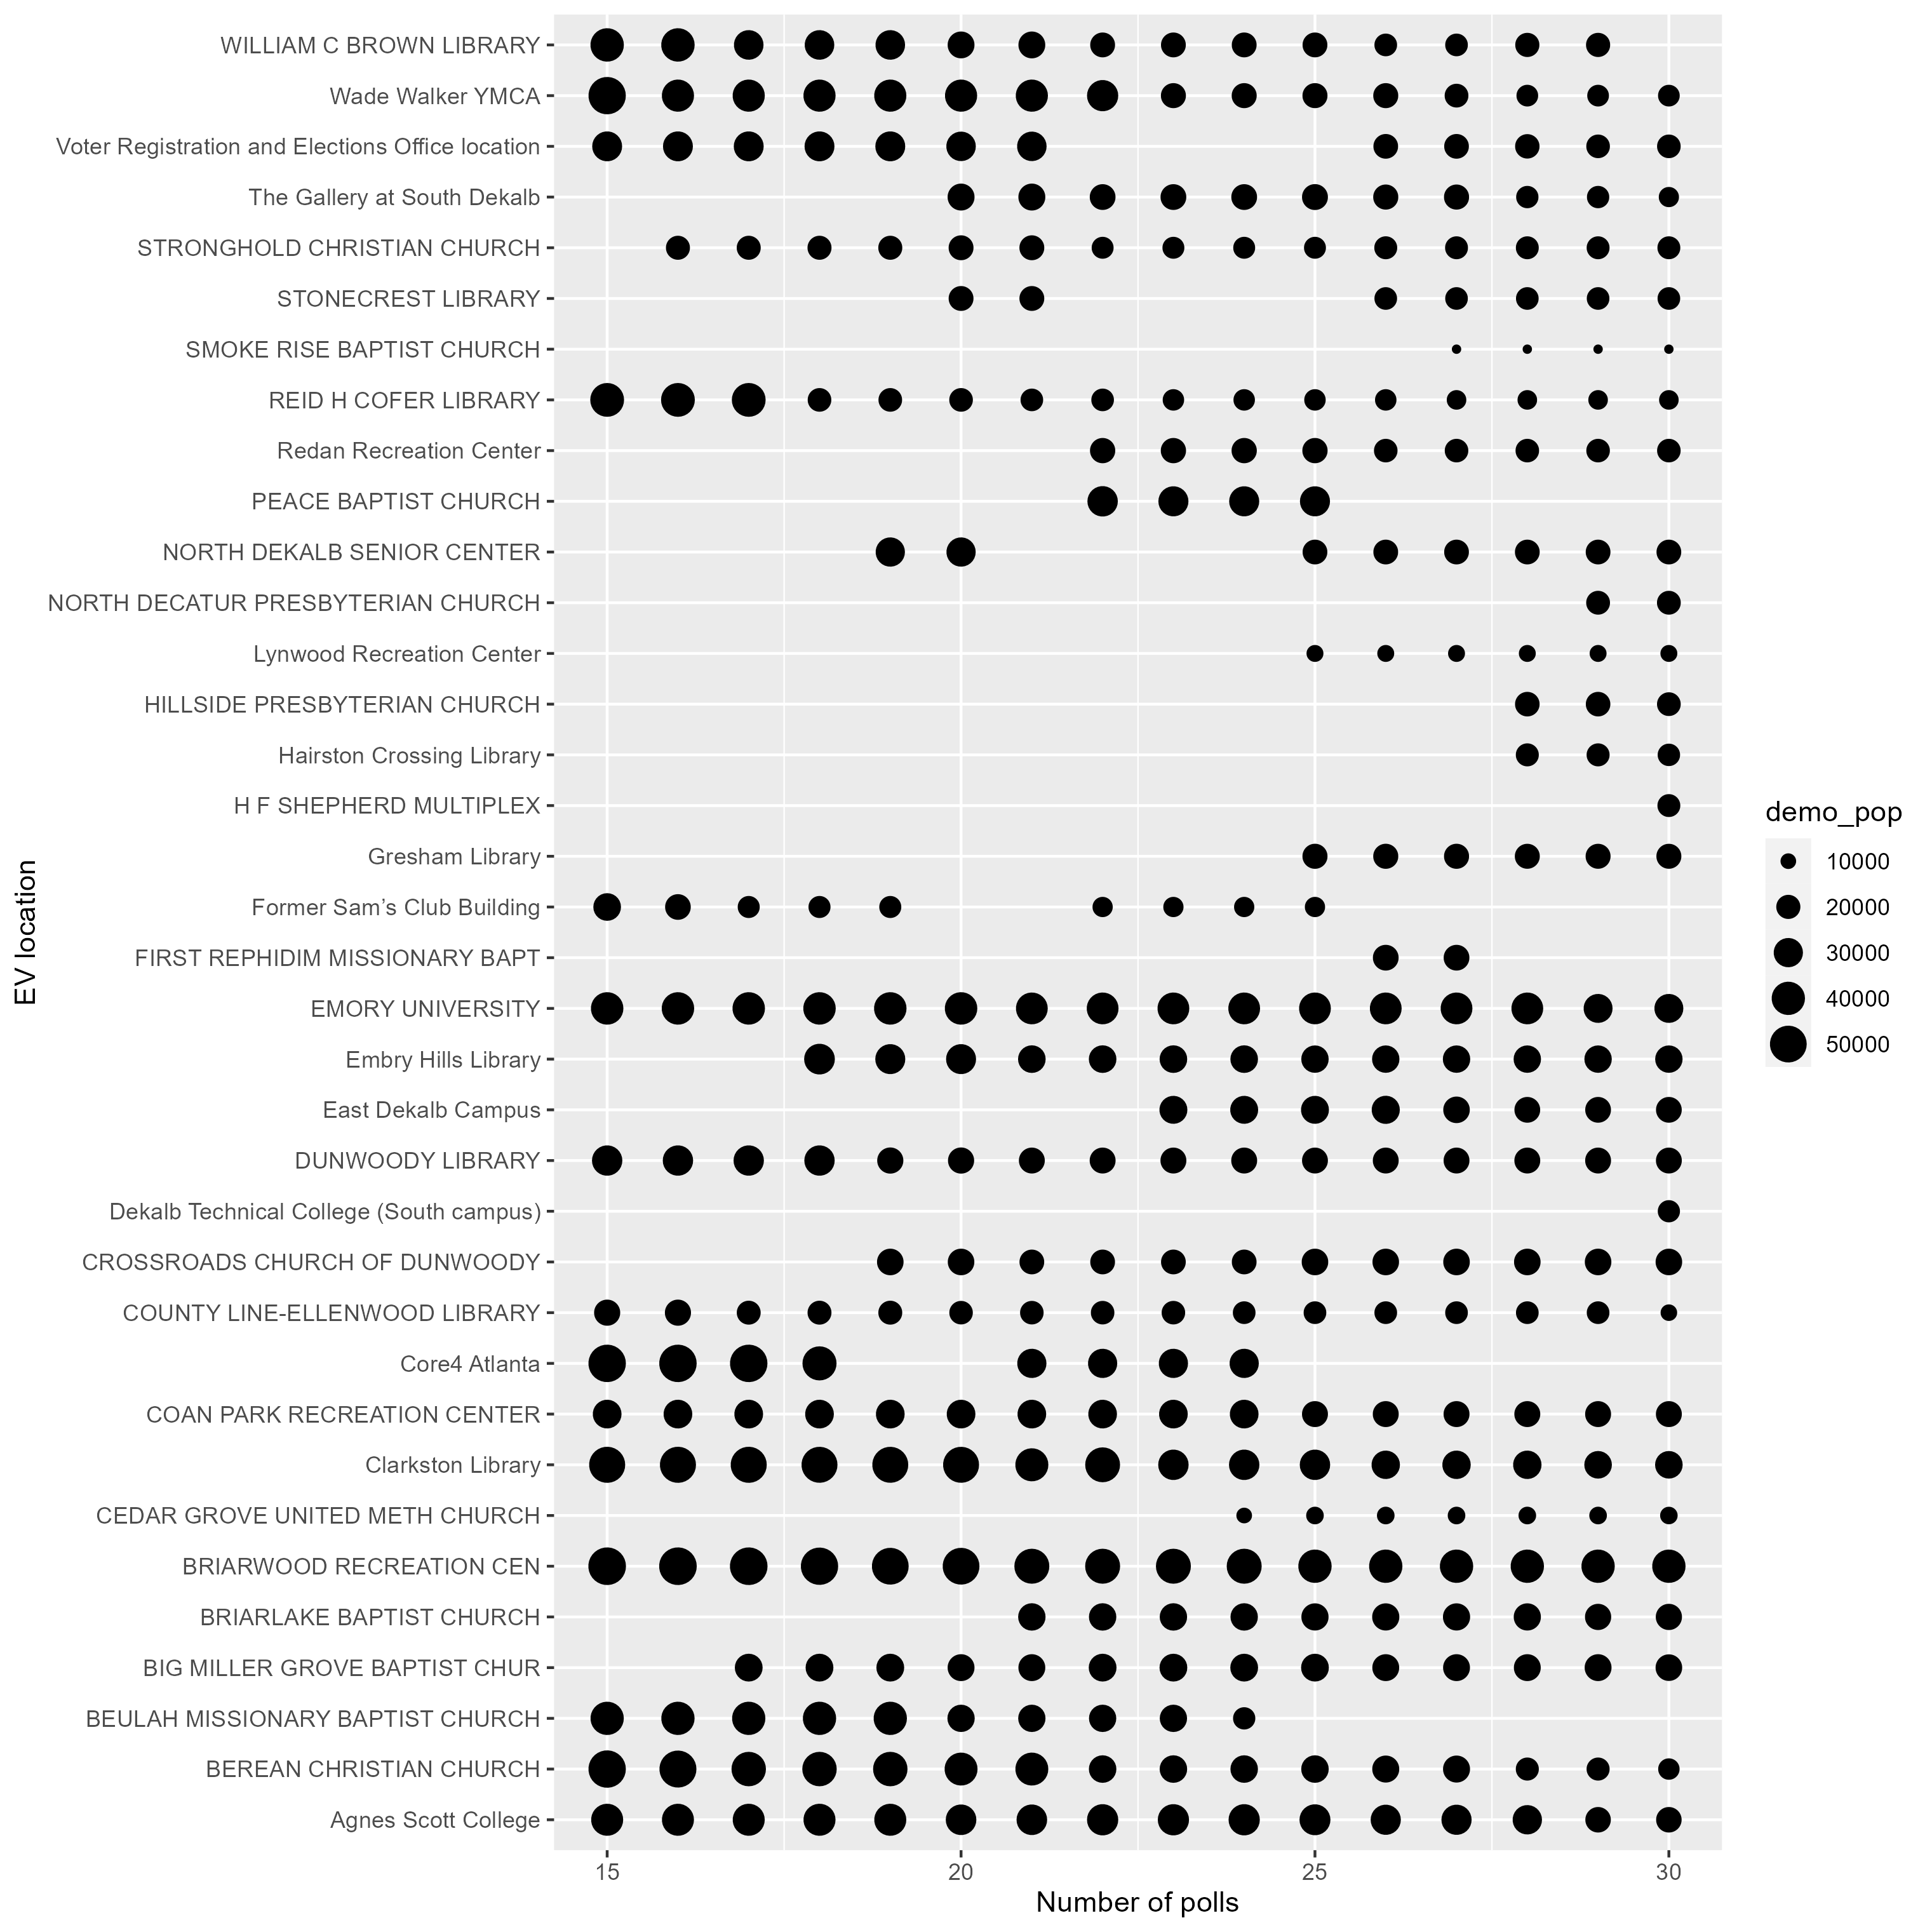 WILLIAM C BROWN LIBRARY
Wade Walker YMCA
Voter Registration and Elections Office location
The Gallery at South Dekalb
STRONGHOLD CHRISTIAN CHURCH
STONECREST LIBRARY
SMOKE RISE BAPTIST CHURCH
REID H COFER LIBRARY
Redan Recreation Center
PEACE BAPTIST CHURCH
NORTH DEKALB SENIOR CENTER
NORTH DECATUR PRESBYTERIAN CHURCH
Lynwood Recreation Center
HILLSIDE PRESBYTERIAN CHURCH
Hairston Crossing Library
H F SHEPHERD MULTIPLEX
Gresham Library
Former Sam’s Club Building
FIRST REPHIDIM MISSIONARY BAPT
EMORY UNIVERSITY
Embry Hills Library
East Dekalb Campus
DUNWOODY LIBRARY
Dekalb Technical College (South campus)
CROSSROADS CHURCH OF DUNWOODY
COUNTY LINE-ELLENWOOD LIBRARY
Core4 Atlanta
COAN PARK RECREATION CENTER
Clarkston Library
CEDAR GROVE UNITED METH CHURCH
BRIARWOOD RECREATION CEN
BRIARLAKE BAPTIST CHURCH
BIG MILLER GROVE BAPTIST CHUR
BEULAH MISSIONARY BAPTIST CHURCH
BEREAN CHRISTIAN CHURCH
Agnes Scott College
EV location
15 20 25 30
Number of polls
demo_pop
10000
20000
30000
40000
50000